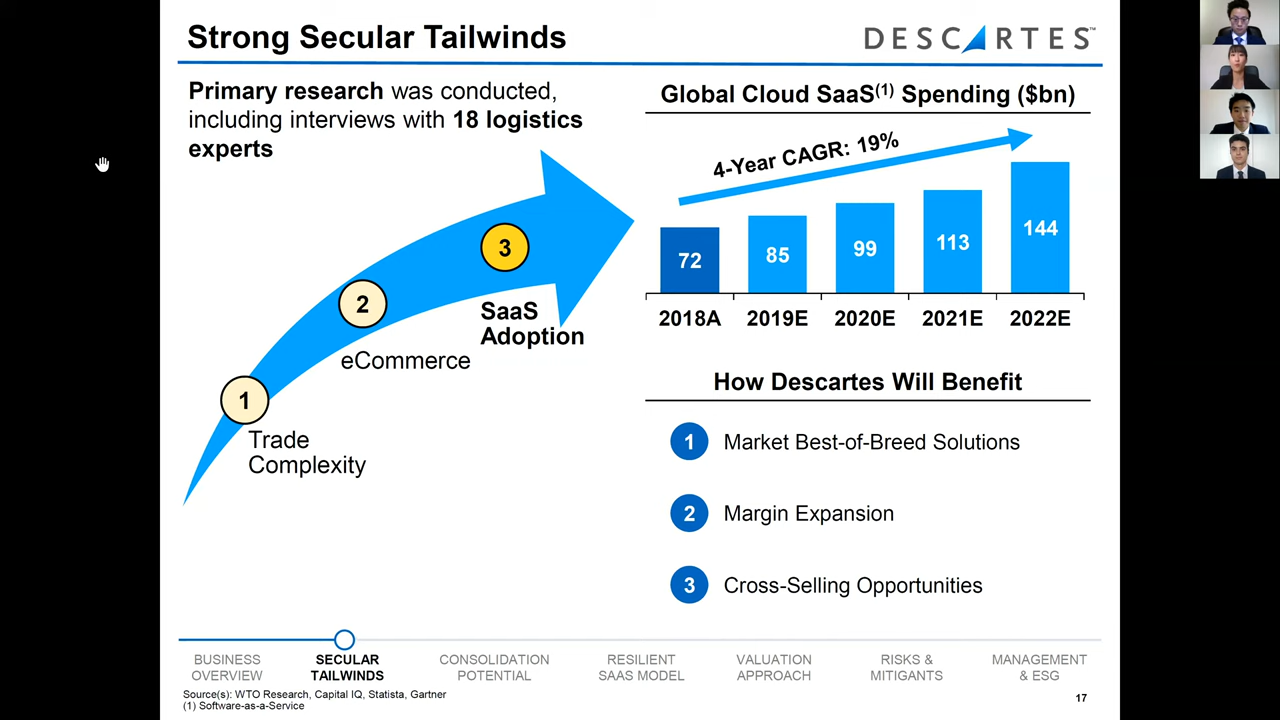 Strong Secular Tailwinds
DESCARTES™
Primary research was conducted,
including interviews with 18 logistics
experts
3
SaaS
Adoption
2
eCommerce
1
Trade
Complexity
Global Cloud SaaS(1) Spending ($bn)
4-Year CAGR: 19%
72 85 99 113 144
2018A 2019E 2020E 2021E 2022E
How Descartes Will Benefit
1 Market Best-of-Breed Solutions
2 Margin Expansion
3 Cross-Selling Opportunities
BUSINESS
OVERVIEW
SECULAR
TAILWINDS
CONSOLIDATION
POTENTIAL
RESILIENT
SAAS MODEL
VALUATION
APPROACH
RISKS &
MITIGANTS
MANAGEMENT
& ESG
Source(s): WTO Research, Capital IQ, Statista, Gartner
(1) Software-as-a-Service
17